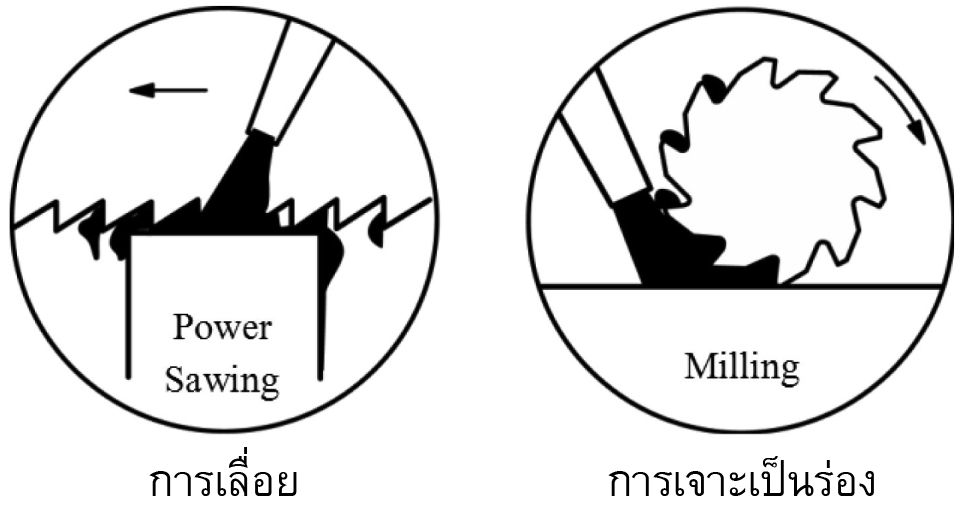 Power
Sawing
Milling
การเลื่อย
การเจาะเป็นร่อง